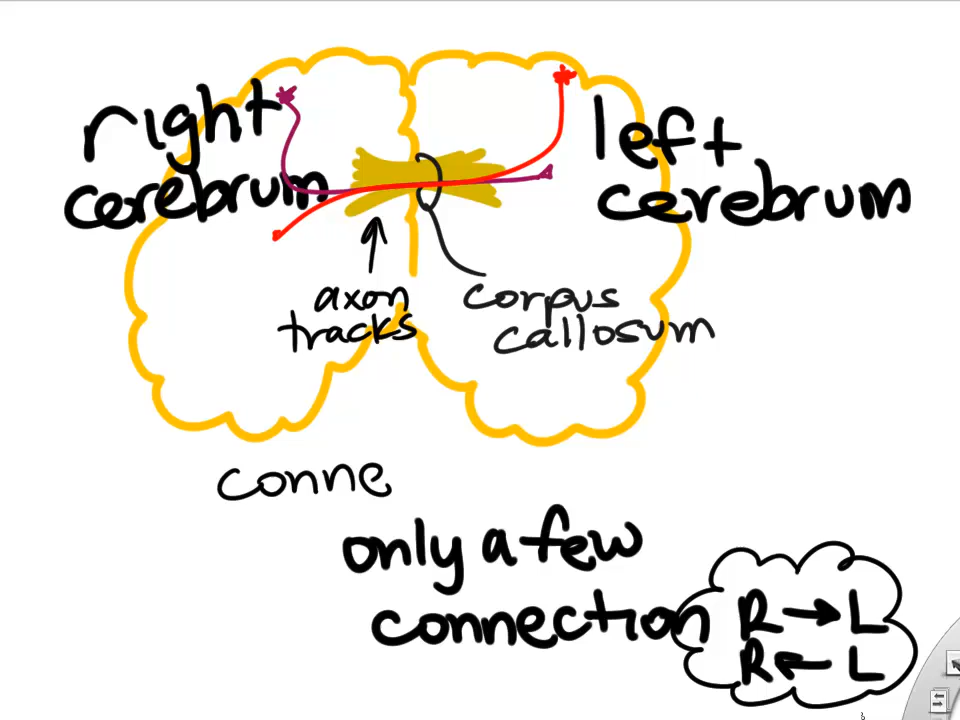 right
cerebrum
left
cerebrum
axon
tracks
corpus
callosum
conne
only a few
connection
R → L
R ← L